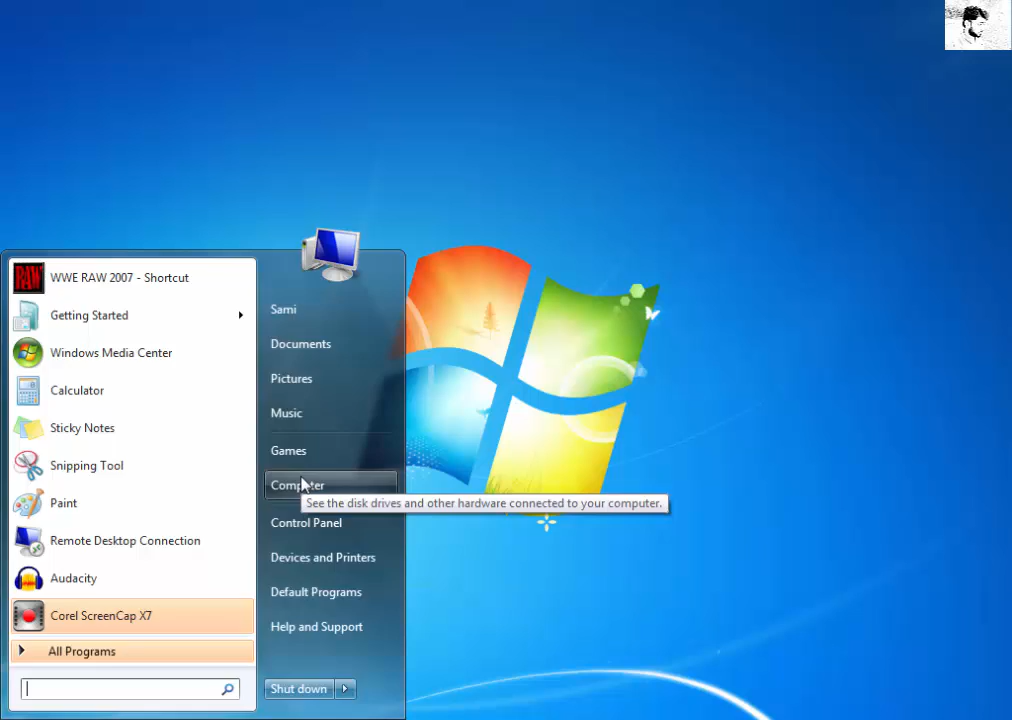 WWE RAW 2007 - Shortcut
Getting Started
Windows Media Center
Calculator
Sticky Notes
Snipping Tool
Paint
Remote Desktop Connection
Audacity
Corel ScreenCap X7
All Programs
Sami
Documents
Pictures
Music
Games
Computer
See the disk drives and other hardware connected to your computer.
Control Panel
Devices and Printers
Default Programs
Help and Support
Shut down
RAW